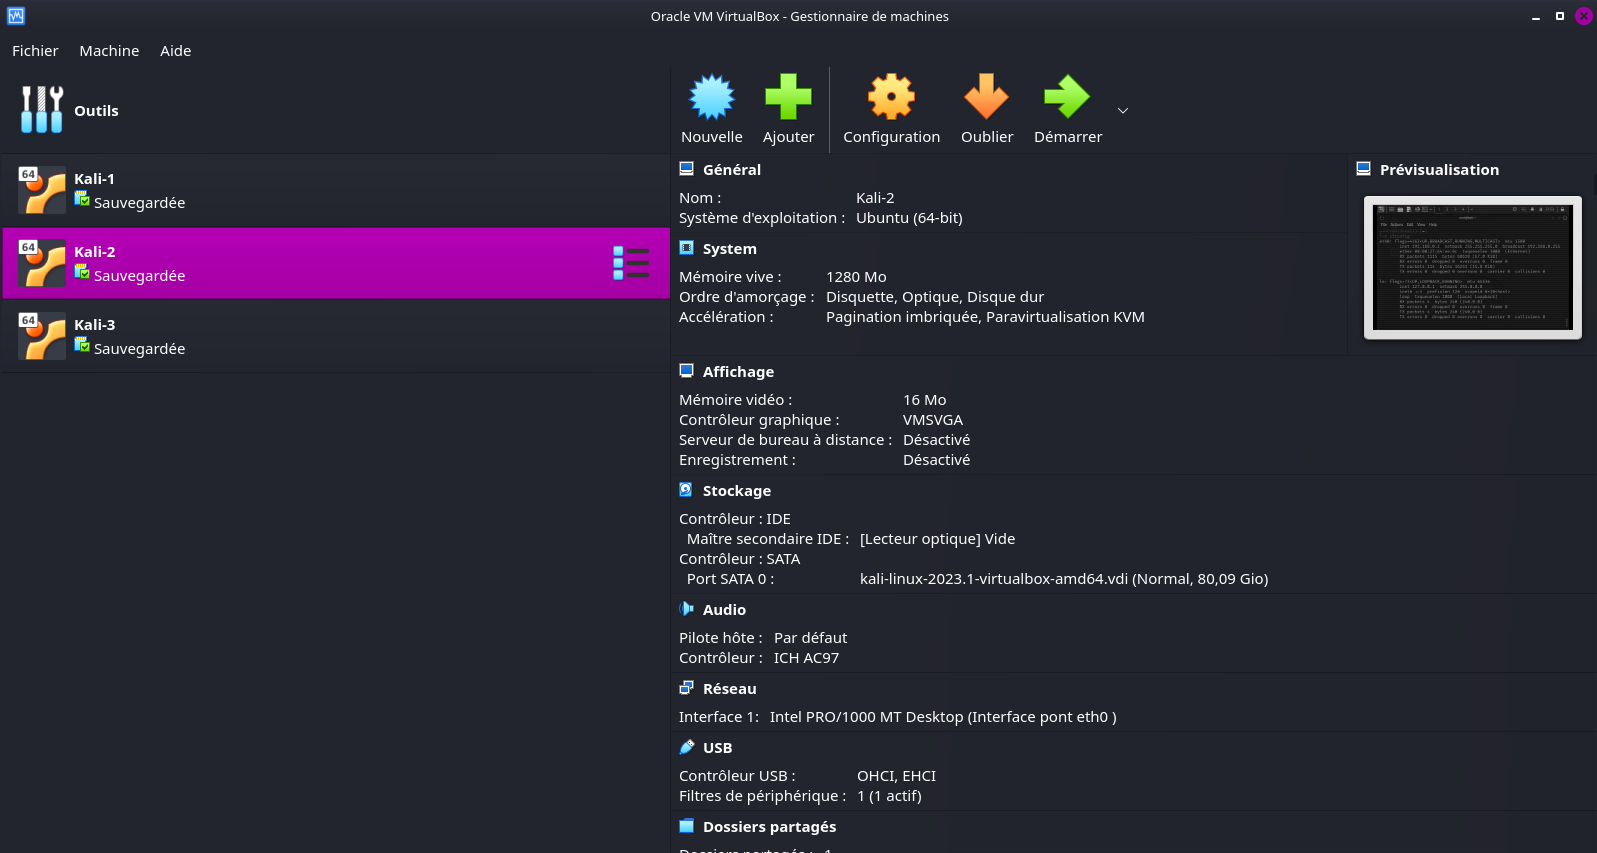 Oracle VM VirtualBox - Gestionnaire de machines
Fichier Machine Aide
Outils
Nouvelle Ajouter Configuration Oublier Démarrer
64 Kali-1
Sauvegardée
64 Kali-2
Sauvegardée
64 Kali-3
Sauvegardée
Général
Nom : Kali-2
Système d'exploitation : Ubuntu (64-bit)
System
Mémoire vive : 1280 Mo
Ordre d'amorçage : Disquette, Optique, Disque dur
Accélération : Pagination imbriquée, Paravirtualisation KVM
Prévisualisation
Affichage
Mémoire vidéo : 16 Mo
Contrôleur graphique : VMSVGA
Serveur de bureau à distance : Désactivé
Enregistrement : Désactivé
Stockage
Contrôleur : IDE
Maître secondaire IDE : [Lecteur optique] Vide
Contrôleur : SATA
Port SATA 0 : kali-linux-2023.1-virtualbox-amd64.vdi (Normal, 80,09 Gio)
Audio
Pilote hôte : Par défaut
Contrôleur : ICH AC97
Réseau
Interface 1: Intel PRO/1000 MT Desktop (Interface pont eth0 )
USB
Contrôleur USB : OHCI, EHCI
Filtres de périphérique : 1 (1 actif)
Dossiers partagés
Dossiers partagés : 1